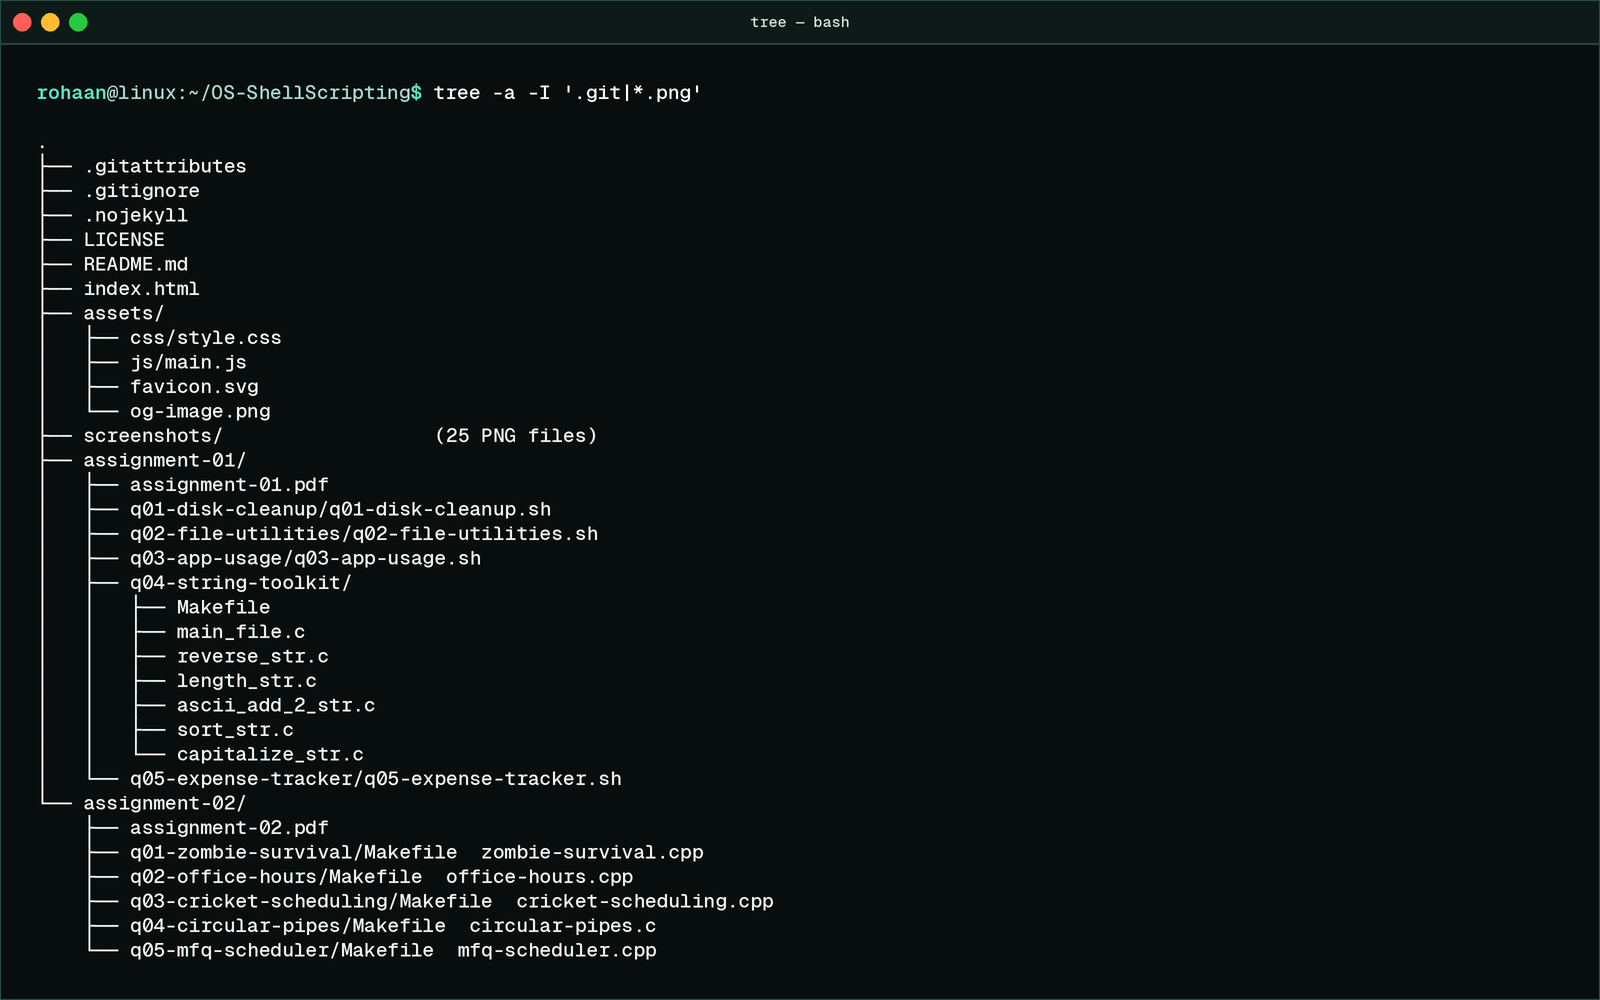 tree — bash
rohaan@linux:~/OS-ShellScripting$ tree -a -I '.git|*.png'
.
├── .gitattributes
├── .gitignore
├── .nojekyll
├── LICENSE
├── README.md
├── index.html
├── assets/
│   ├── css/style.css
│   ├── js/main.js
│   ├── favicon.svg
│   └── og-image.png
├── screenshots/                  (25 PNG files)
├── assignment-01/
│   ├── assignment-01.pdf
│   ├── q01-disk-cleanup/q01-disk-cleanup.sh
│   ├── q02-file-utilities/q02-file-utilities.sh
│   ├── q03-app-usage/q03-app-usage.sh
│   ├── q04-string-toolkit/
│   │   ├── Makefile
│   │   ├── main_file.c
│   │   ├── reverse_str.c
│   │   ├── length_str.c
│   │   ├── ascii_add_2_str.c
│   │   ├── sort_str.c
│   │   └── capitalize_str.c
│   └── q05-expense-tracker/q05-expense-tracker.sh
└── assignment-02/
    ├── assignment-02.pdf
    ├── q01-zombie-survival/Makefile  zombie-survival.cpp
    ├── q02-office-hours/Makefile  office-hours.cpp
    ├── q03-cricket-scheduling/Makefile  cricket-scheduling.cpp
    ├── q04-circular-pipes/Makefile  circular-pipes.c
    └── q05-mfq-scheduler/Makefile  mfq-scheduler.cpp